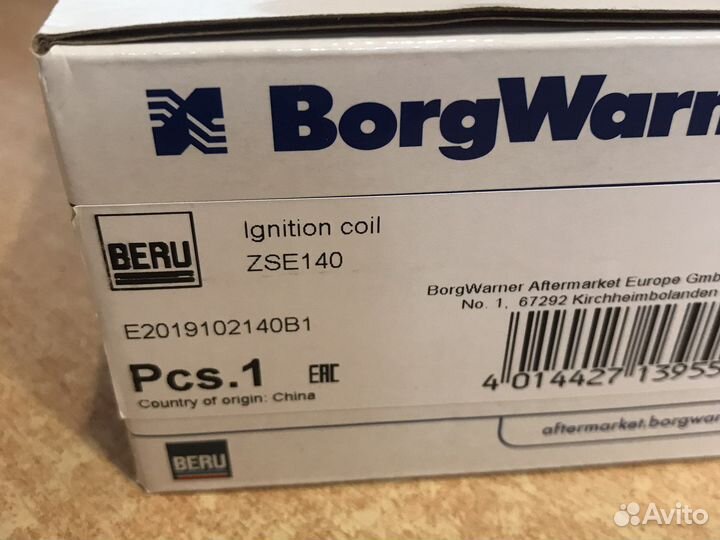 BorgWarn
BERU
Ignition coil
ZSE140
BorgWarner Aftermarket Europe Gmb
No. 1, 67292 Kirchheimbolanden
E2019102140B1
Pcs.1 EAC
Country of origin: China
4 014427 13955
aftermarket.borgwar
BERU
Avito